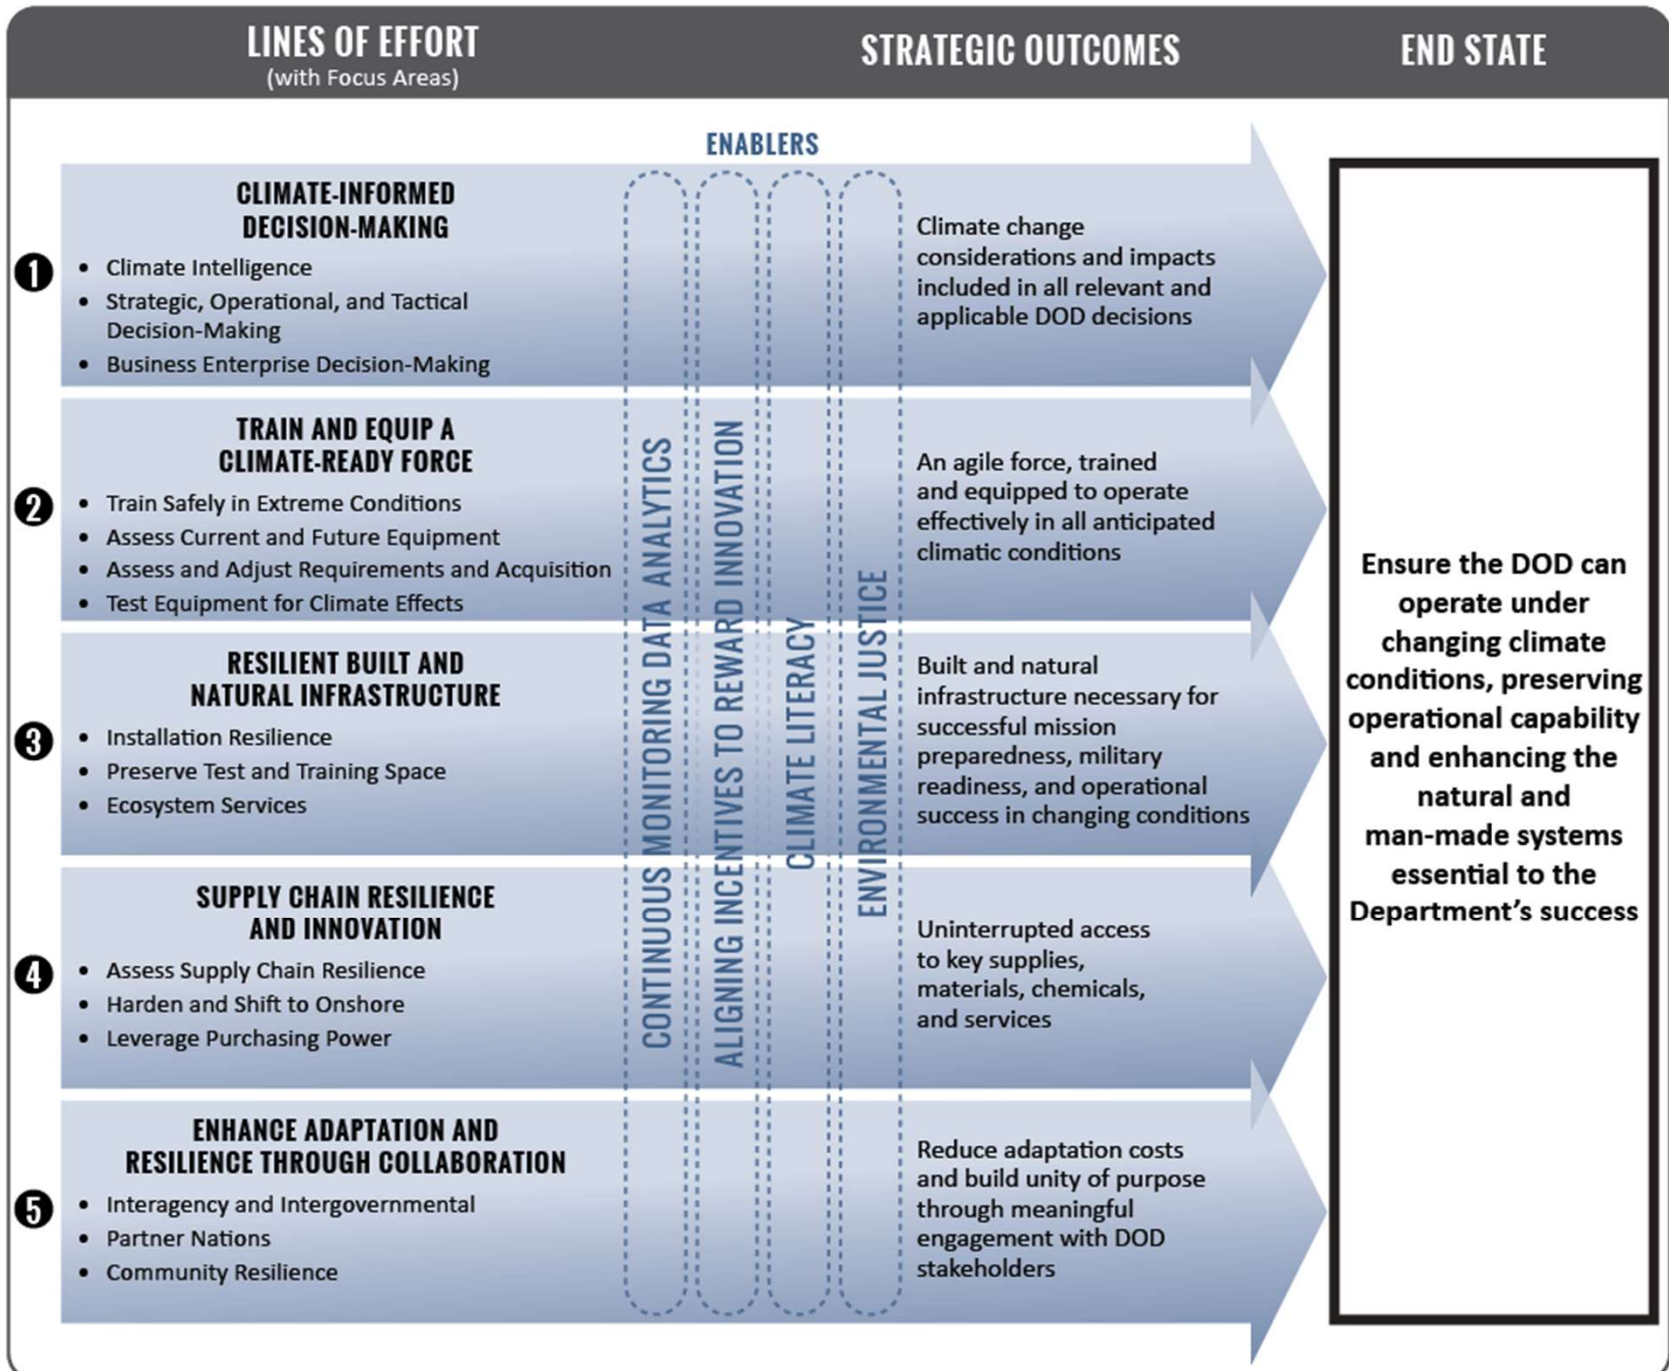 LINES OF EFFORT
(with Focus Areas)
STRATEGIC OUTCOMES
END STATE
ENABLERS
1
CLIMATE-INFORMED
DECISION-MAKING
• Climate Intelligence
• Strategic, Operational, and Tactical
Decision-Making
• Business Enterprise Decision-Making
Climate change
considerations and impacts
included in all relevant and
applicable DOD decisions
2
TRAIN AND EQUIP A
CLIMATE-READY FORCE
• Train Safely in Extreme Conditions
• Assess Current and Future Equipment
• Assess and Adjust Requirements and Acquisition
• Test Equipment for Climate Effects
An agile force, trained
and equipped to operate
effectively in all anticipated
climatic conditions
3
RESILIENT BUILT AND
NATURAL INFRASTRUCTURE
• Installation Resilience
• Preserve Test and Training Space
• Ecosystem Services
Built and natural
infrastructure necessary for
successful mission
preparedness, military
readiness, and operational
success in changing conditions
4
SUPPLY CHAIN RESILIENCE
AND INNOVATION
• Assess Supply Chain Resilience
• Harden and Shift to Onshore
• Leverage Purchasing Power
Uninterrupted access
to key supplies,
materials, chemicals,
and services
5
ENHANCE ADAPTATION AND
RESILIENCE THROUGH COLLABORATION
• Interagency and Intergovernmental
• Partner Nations
• Community Resilience
Reduce adaptation costs
and build unity of purpose
through meaningful
engagement with DOD
stakeholders
CONTINUOUS MONITORING DATA ANALYTICS
ALIGNING INCENTIVES TO REWARD INNOVATION
CLIMATE LITERACY
ENVIRONMENTAL JUSTICE
Ensure the DOD can
operate under
changing climate
conditions, preserving
operational capability
and enhancing the
natural and
man-made systems
essential to the
Department's success